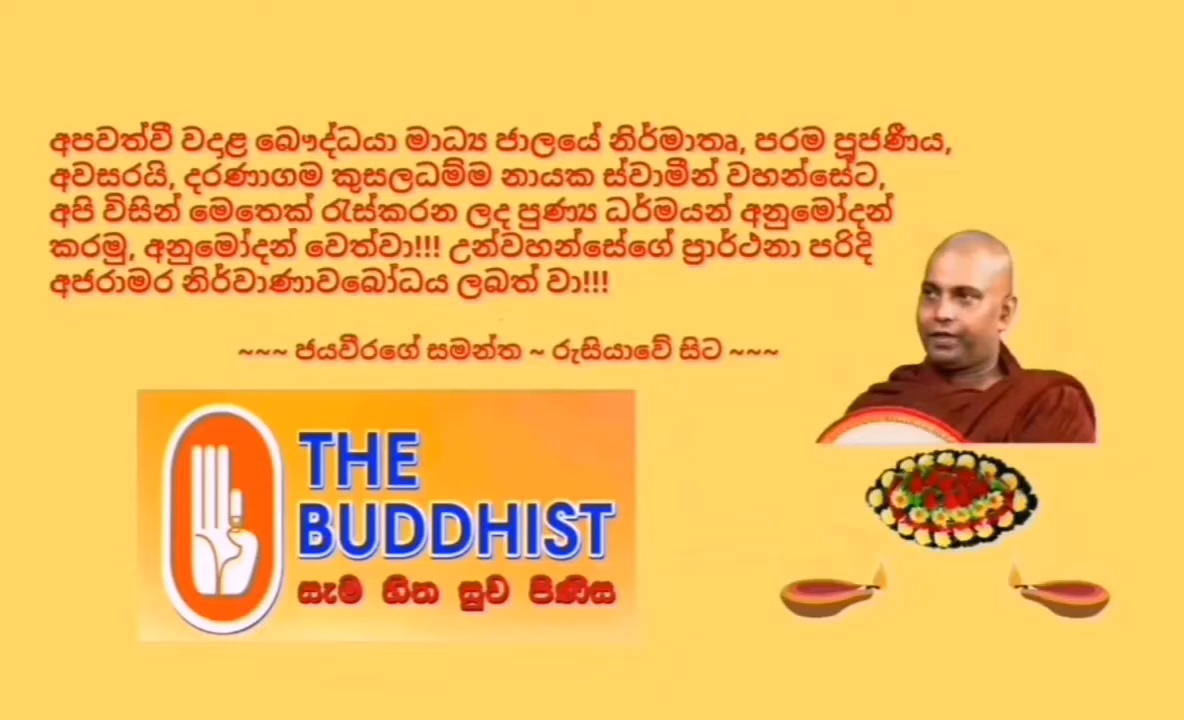 අපවත්වී වදාළ බෞද්ධයා මාධ්‍ය ජාලයේ නිර්මාතෘ, පරම පූජණීය,
අවසරයි, දරණාගම කුසලධම්ම නායක ස්වාමීන් වහන්සේට,
අපි විසින් මෙතෙක් රැස්කරන ලද පුණ්‍ය ධර්මයන් අනුමෝදන්
කරමු, අනුමෝදන් වෙත්වා!!! උන්වහන්සේගේ ප්‍රාර්ථනා පරිදි
අජරාමර නිර්වාණාවබෝධය ලබත් වා!!!
~~~ ජයවීරගේ සමන්ත ~ රුසියාවේ සිට ~~~
THE
BUDDHIST
සැම හිත සුව පිණිස